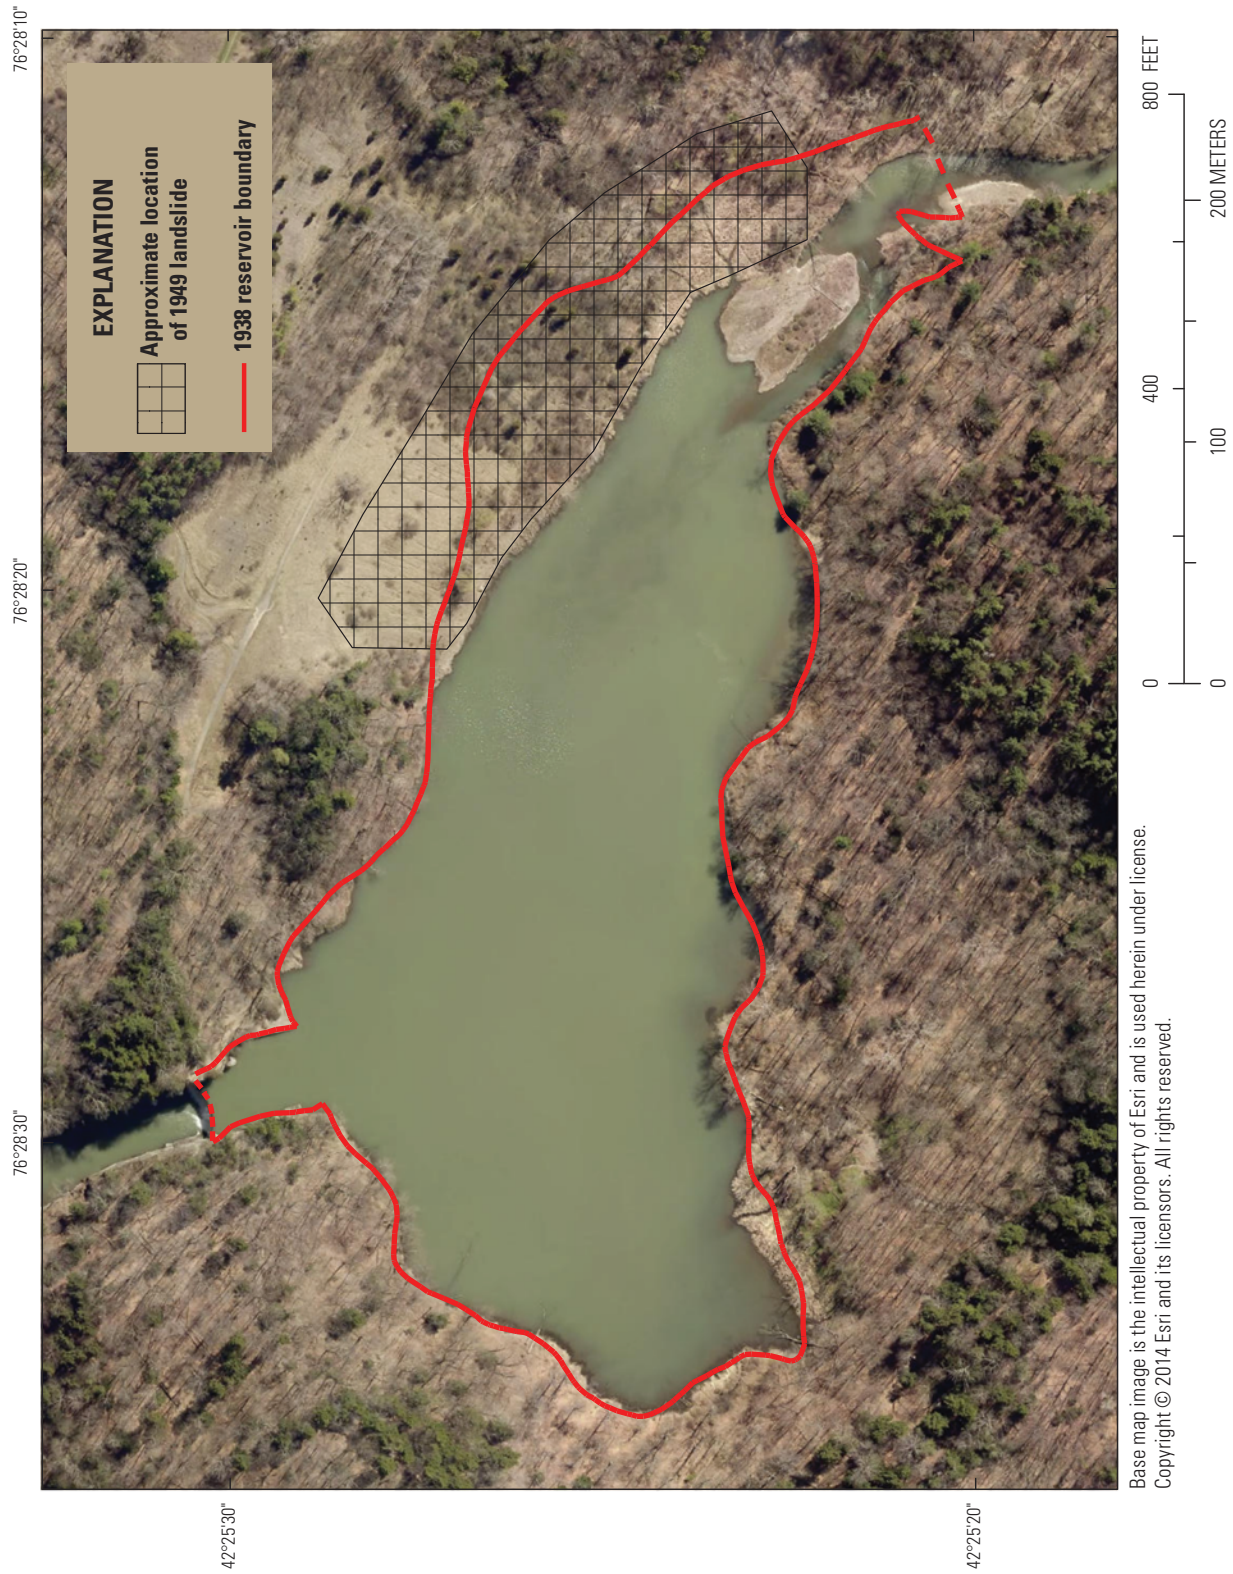 EXPLANATION
Approximate location
of 1949 landslide
1938 reservoir boundary
76°28'30"
76°28'20"
76°28'10"
42°25'30"
42°25'20"
Base map image is the intellectual property of Esri and is used herein under license.
Copyright © 2014 Esri and its licensors. All rights reserved.
0 400 800 FEET
0 100 200 METERS